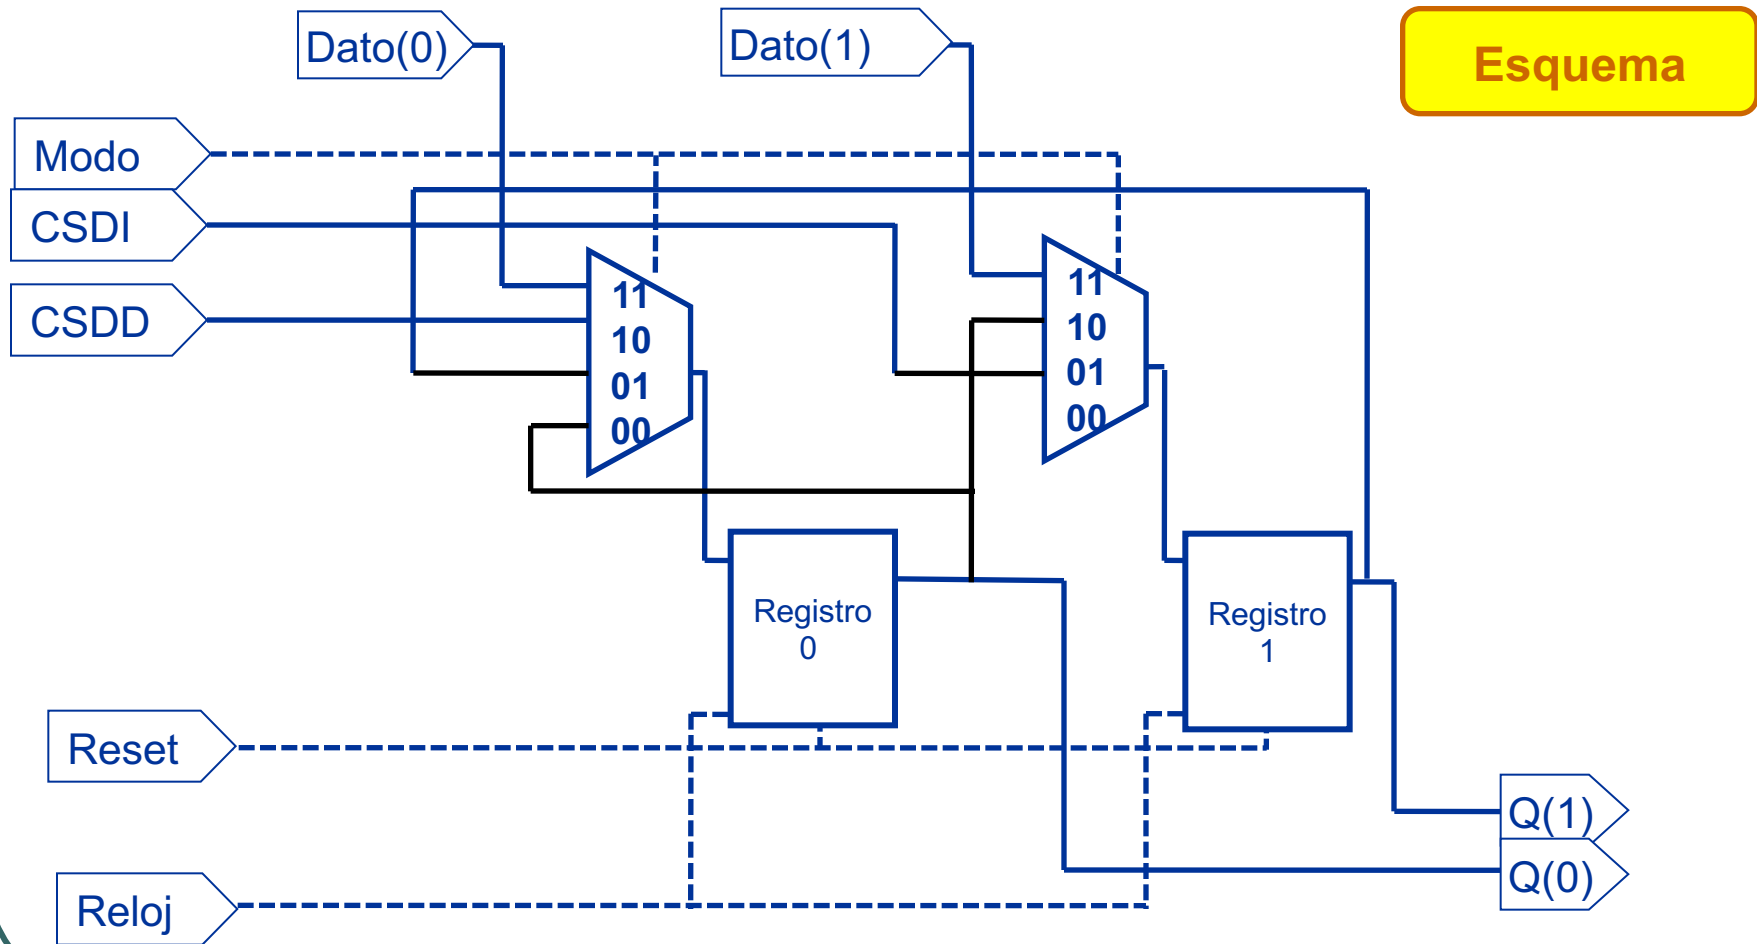 Dato(0)
Dato(1)
Esquema
Modo
CSDI
CSDD
11
10
01
00
11
10
01
00
Registro
0
Registro
1
Reset
Reloj
Q(1)
Q(0)